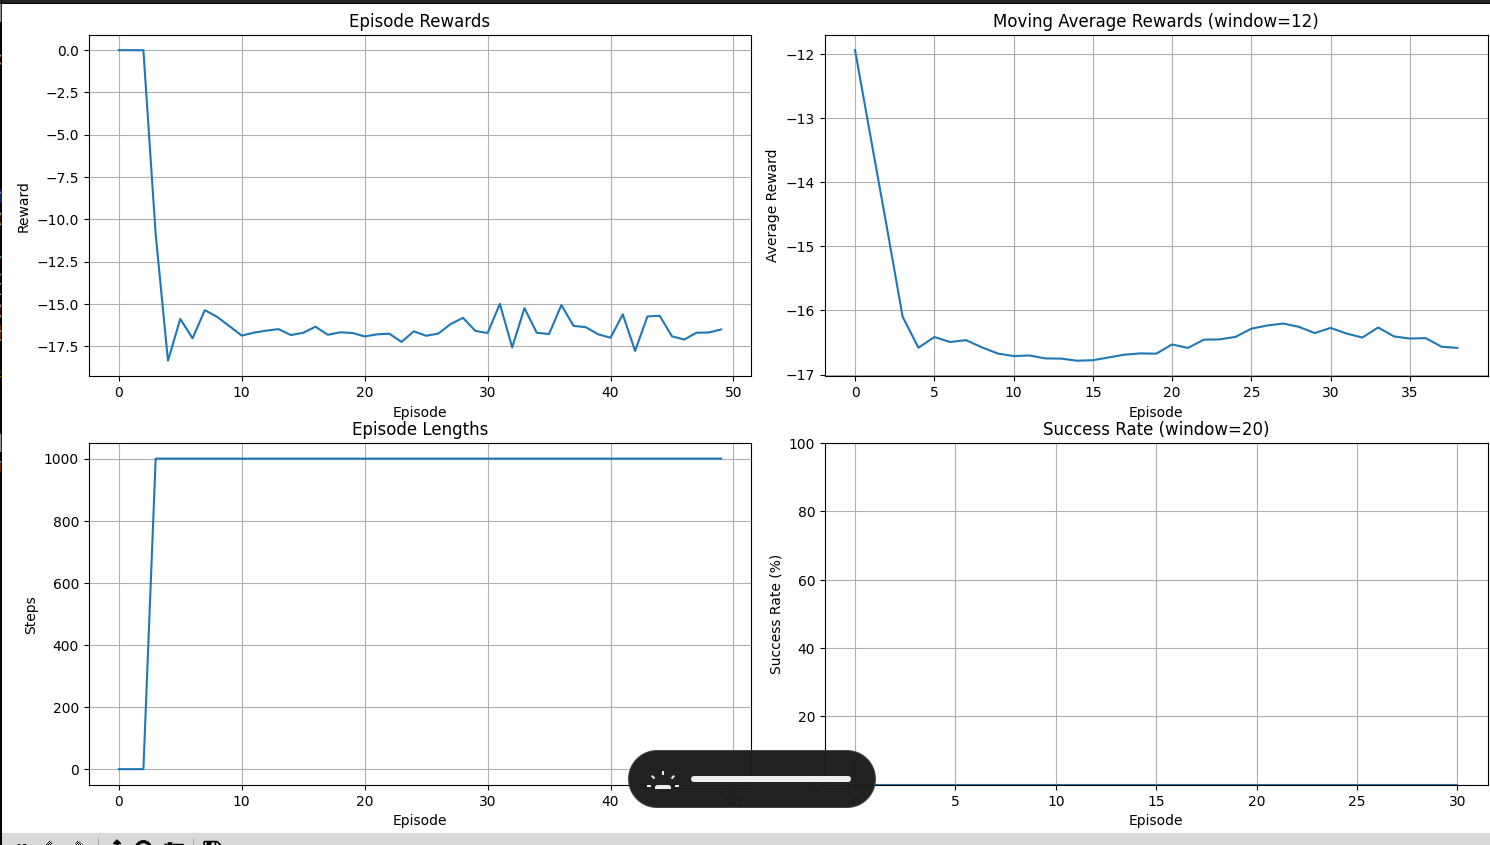 Episode Rewards
0.0
−2.5
−5.0
−7.5
−10.0
−12.5
−15.0
−17.5
Reward
0 10 20 30 40 50
Episode
Moving Average Rewards (window=12)
−12
−13
−14
−15
−16
−17
Average Reward
0 5 10 15 20 25 30 35
Episode
Episode Lengths
1000
800
600
400
200
0
Steps
0 10 20 30 40
Episode
Success Rate (window=20)
100
80
60
40
20
Success Rate (%)
5 10 15 20 25 30
Episode